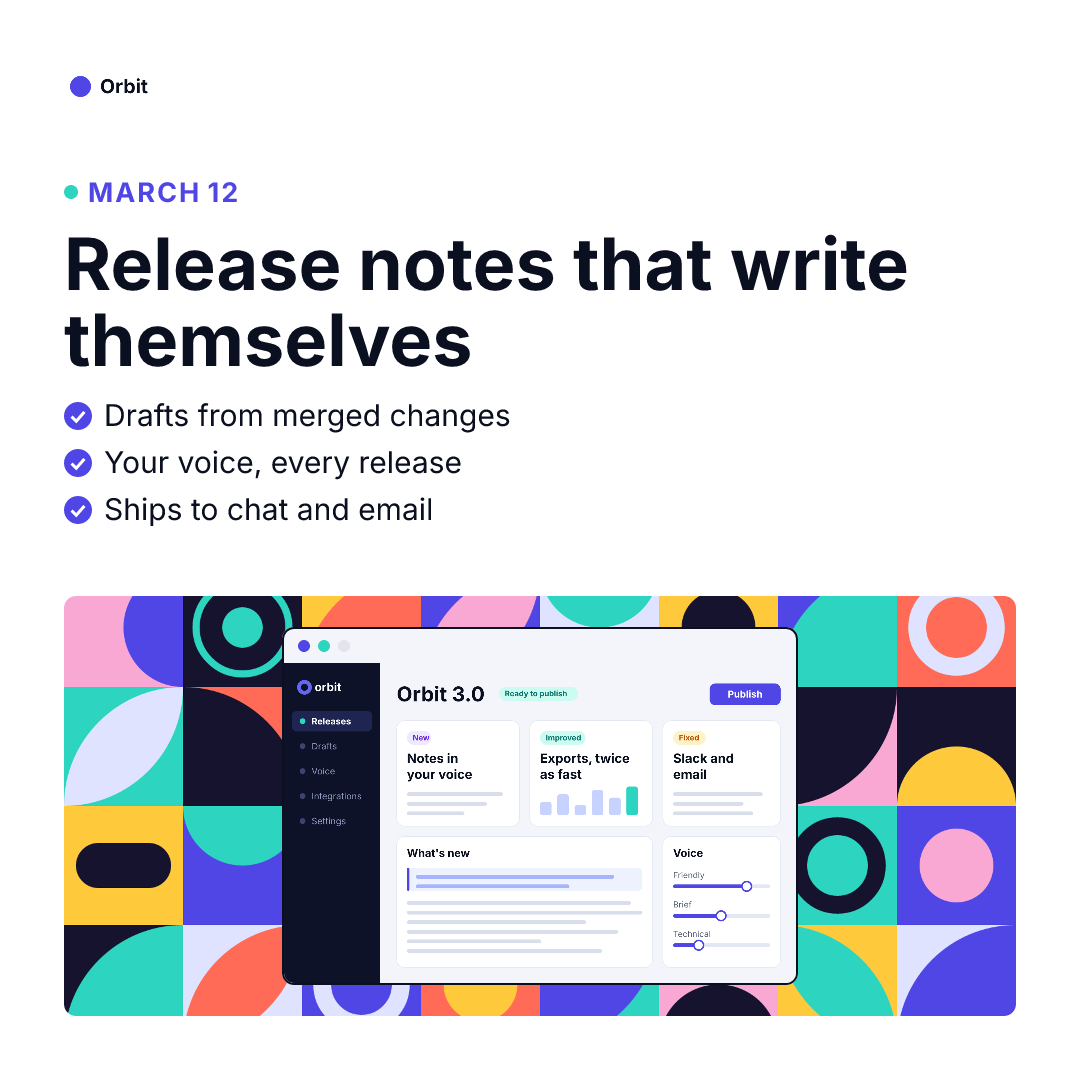 Orbit
MARCH 12
Release notes that write
themselves
Drafts from merged changes
Your voice, every release
Ships to chat and email
orbit
Releases
Drafts
Voice
Integrations
Settings
Orbit 3.0
Ready to publish
Publish
New
Notes in
your voice
Improved
Exports, twice
as fast
Fixed
Slack and
email
What's new
Voice
Friendly
Brief
Technical